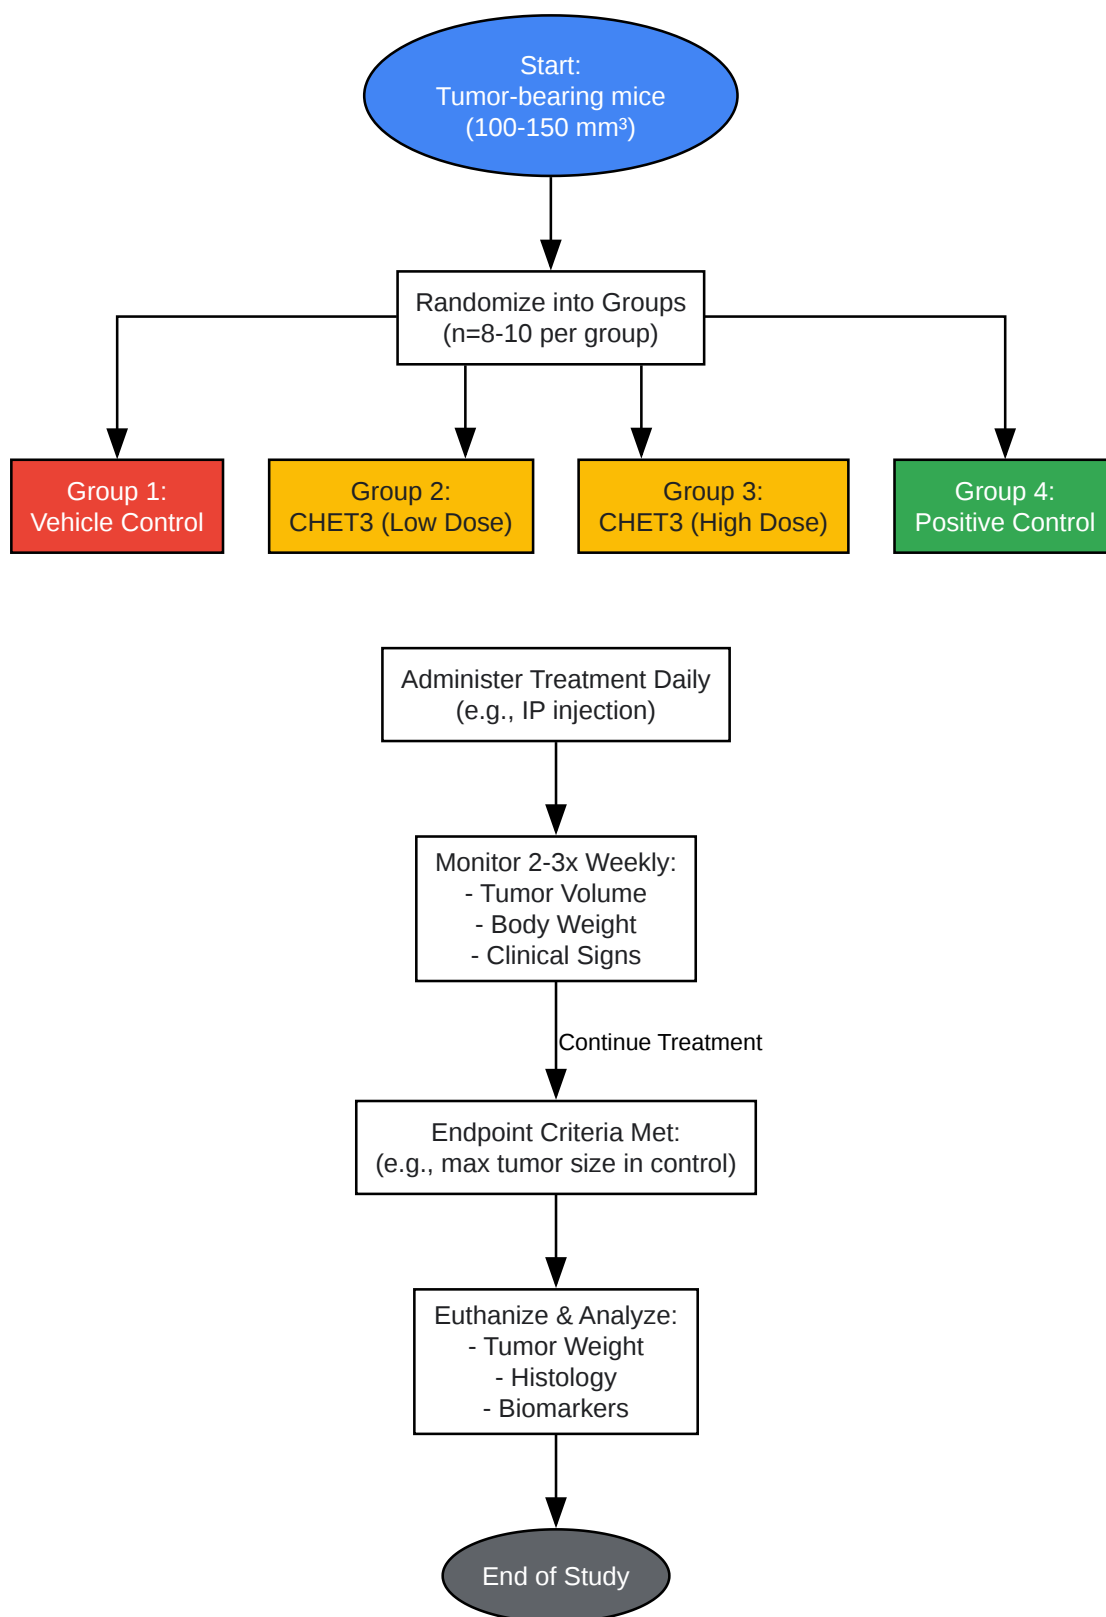 Start:
Tumor-bearing mice
(100-150 mm³)
Randomize into Groups
(n=8-10 per group)
Group 1:
Vehicle Control
Group 2:
CHET3 (Low Dose)
Group 3:
CHET3 (High Dose)
Group 4:
Positive Control
Administer Treatment Daily
(e.g., IP injection)
Monitor 2-3x Weekly:
- Tumor Volume
- Body Weight
- Clinical Signs
Continue Treatment
Endpoint Criteria Met:
(e.g., max tumor size in control)
Euthanize & Analyze:
- Tumor Weight
- Histology
- Biomarkers
End of Study